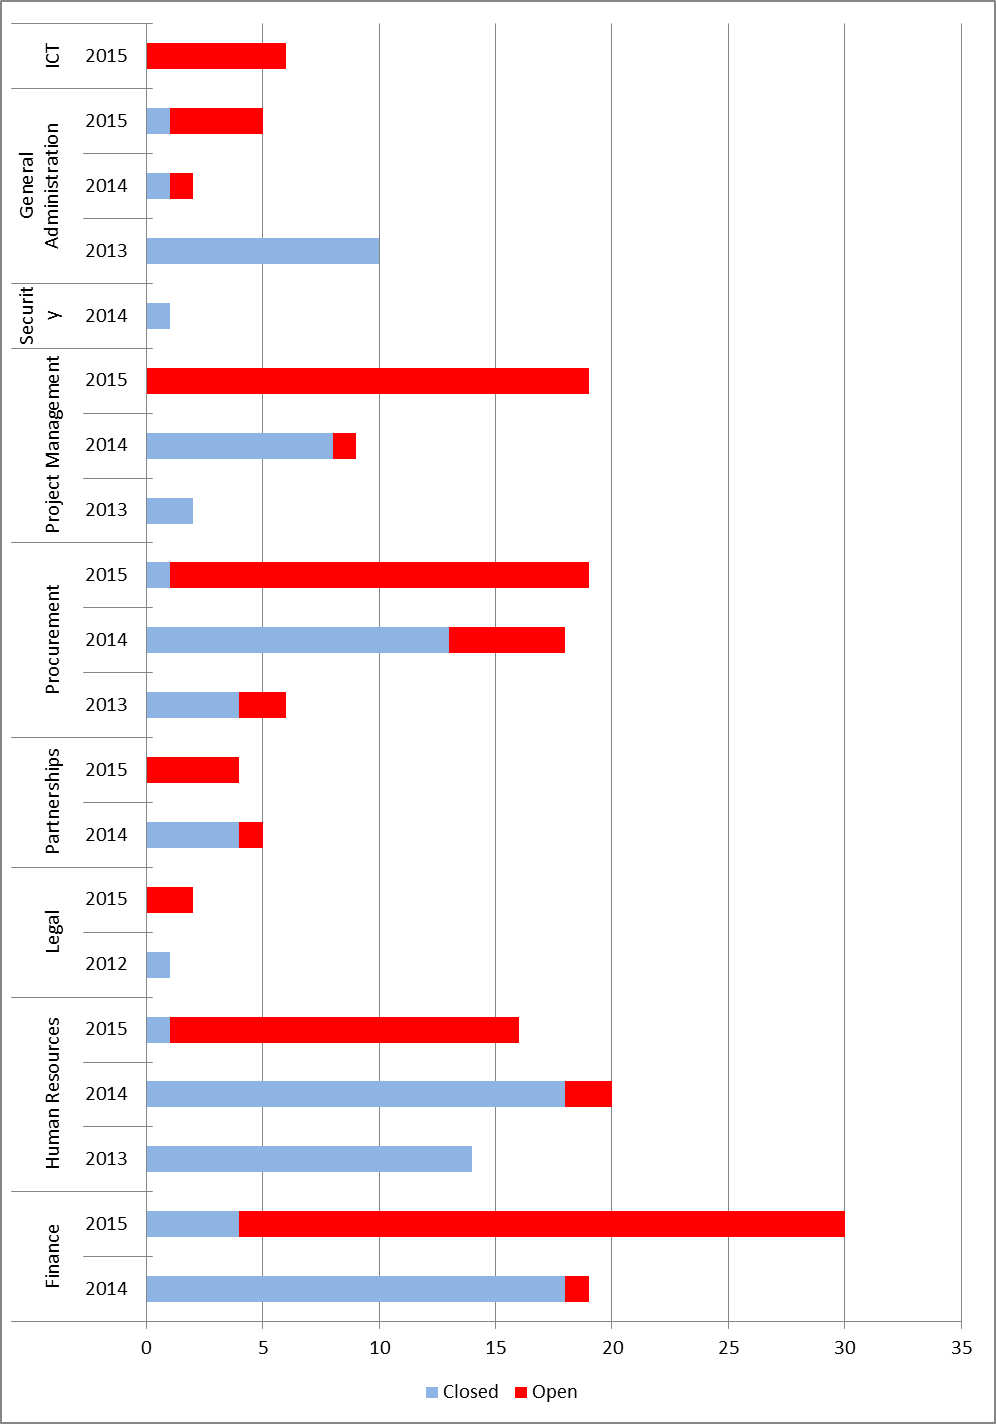 ICT
2015
General
Administration
2015
2014
2013
Securit
y
2014
Project Management
2015
2014
2013
Procurement
2015
2014
2013
Partnerships
2015
2014
Legal
2015
2012
Human Resources
2015
2014
2013
Finance
2015
2014
0 5 10 15 20 25 30 35
Closed Open